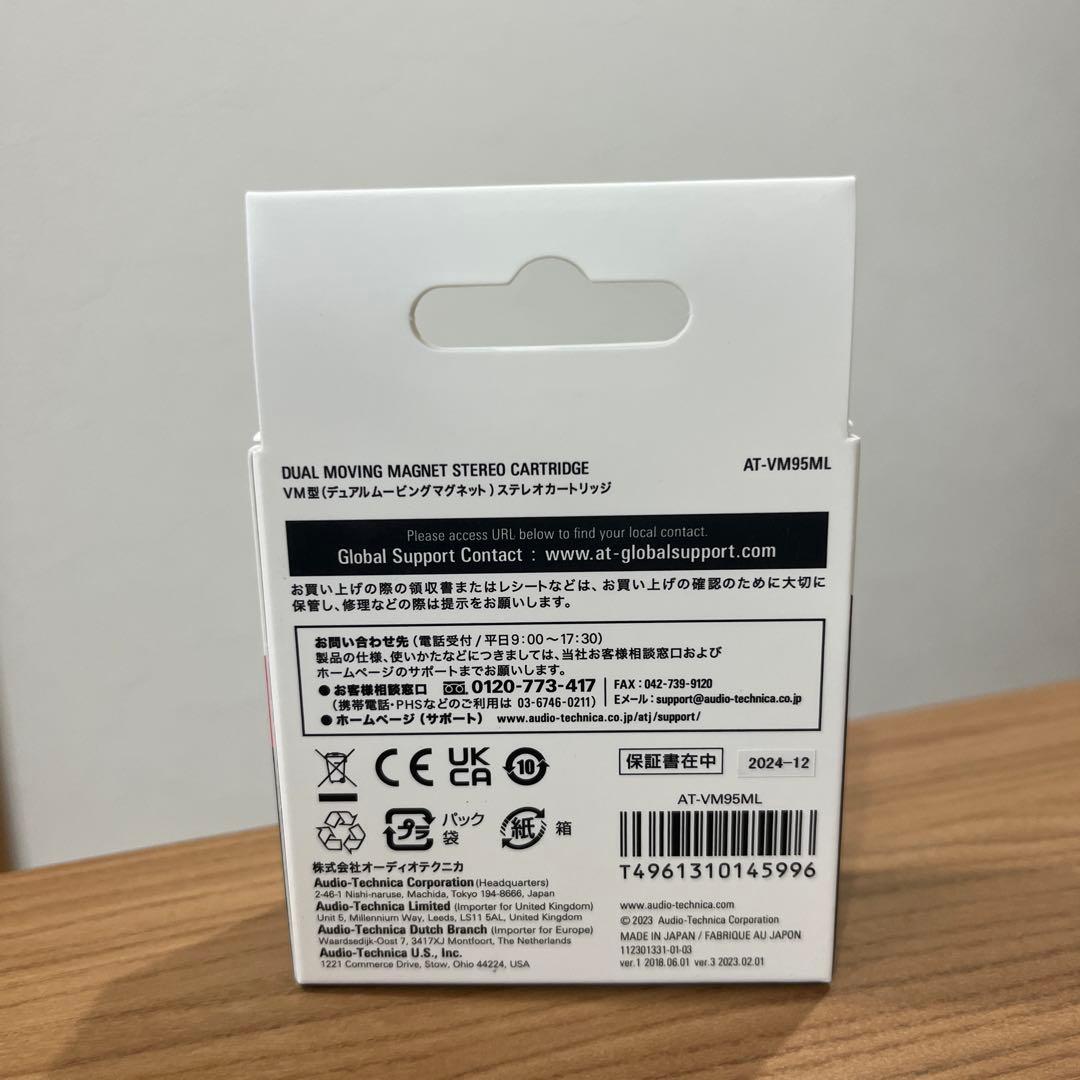 DUAL MOVING MAGNET STEREO CARTRIDGE
AT-VM95ML
VM型(デュアルムービングマグネット)ステレオカートリッジ
Please access URL below to find your local contact.
Global Support Contact : www.at-globalsupport.com
お買い上げの際の領収書またはレシートなどは、お買い上げの確認のために大切に
保管し、修理などの際は提示をお願いします。
お問い合わせ先(電話受付/平日9:00〜17:30)
製品の仕様、使いかたなどにつきましては、当社お客様相談窓口および
ホームページのサポートまでお願いします。
●お客様相談窓口 0120-773-417
(携帯電話・PHSなどのご利用は 03-6746-0211)
FAX:042-739-9120
Eメール:support@audio-technica.co.jp
●ホームページ(サポート) www.audio-technica.co.jp/atj/support/
CE
UK
CA
10
保証書在中
2024-12
プラ
パック
袋
紙
箱
AT-VM95ML
T4961310145996
株式会社オーディオテクニカ
Audio-Technica Corporation (Headquarters)
2-46-1 Nishi-naruse, Machida, Tokyo 194-8666, Japan
Audio-Technica Limited (Importer for United Kingdom)
Unit 5, Millennium Way, Leeds, LS11 5AL, United Kingdom
Audio-Technica Dutch Branch (Importer for Europe)
Waardsedijk-Oost 7, 3417XJ Montfoort, The Netherlands
Audio-Technica U.S., Inc.
1221 Commerce Drive, Stow, Ohio 44224, USA
www.audio-technica.com
©2023 Audio-Technica Corporation
MADE IN JAPAN / FABRIQUÉ AU JAPON
112301331-01-03
ver.1 2018.06.01 ver.3 2023.02.01